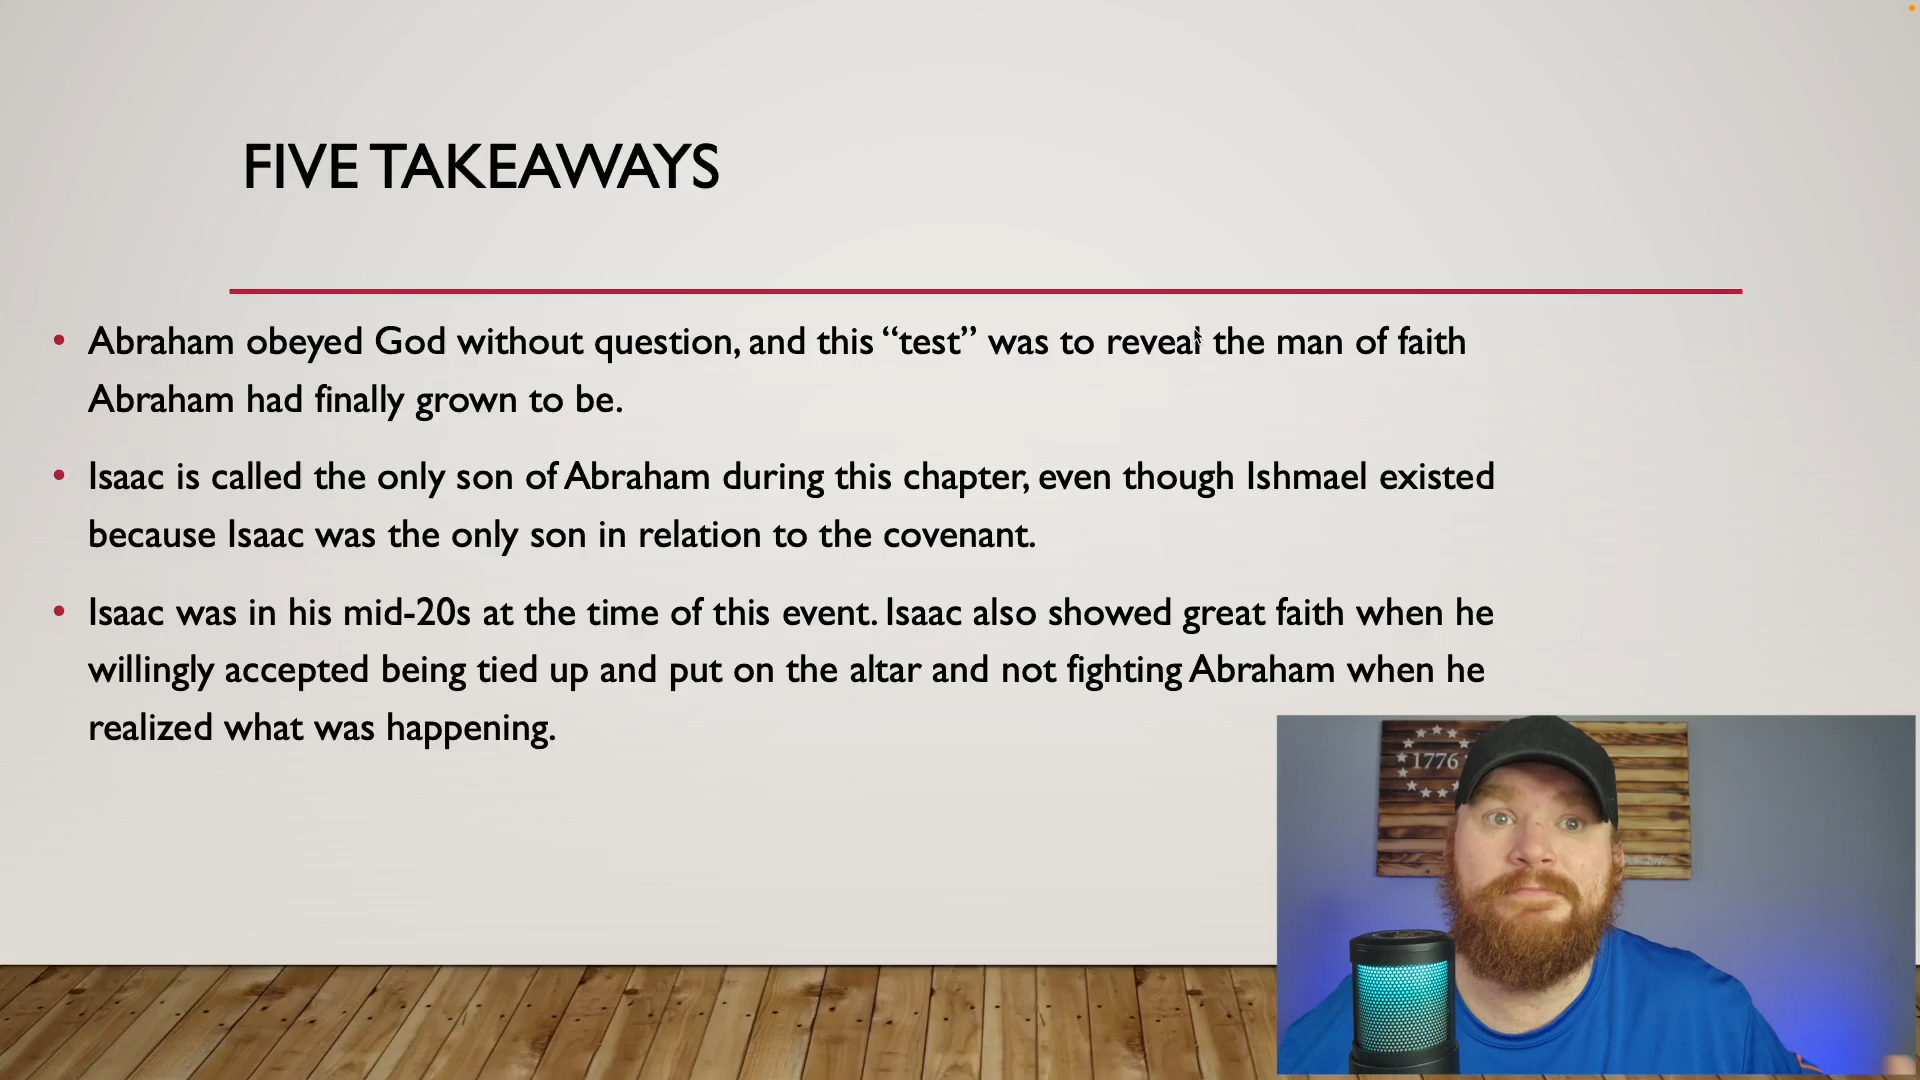 FIVE TAKEAWAYS
• Abraham obeyed God without question, and this “test” was to reveal the man of faith
Abraham had finally grown to be.
• Isaac is called the only son of Abraham during this chapter, even though Ishmael existed
because Isaac was the only son in relation to the covenant.
• Isaac was in his mid-20s at the time of this event. Isaac also showed great faith when he
willingly accepted being tied up and put on the altar and not fighting Abraham when he
realized what was happening.
1776